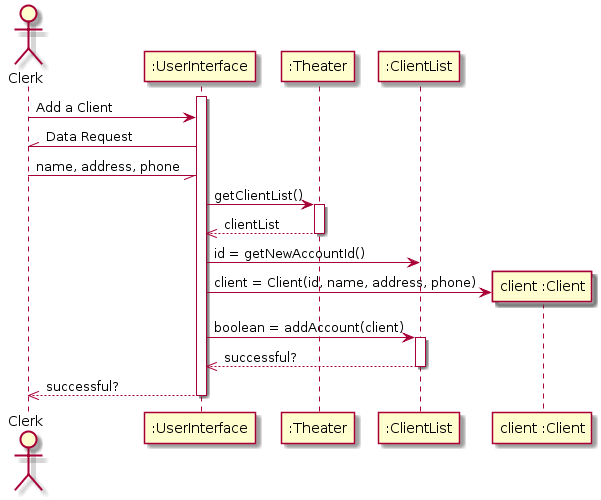 Clerk
:UserInterface
:Theater
:ClientList
Add a Client
Data Request
name, address, phone
getClientList()
clientList
id = getNewAccountId()
client = Client(id, name, address, phone)
client :Client
boolean = addAccount(client)
successful?
successful?
Clerk
:UserInterface
:Theater
:ClientList
client :Client